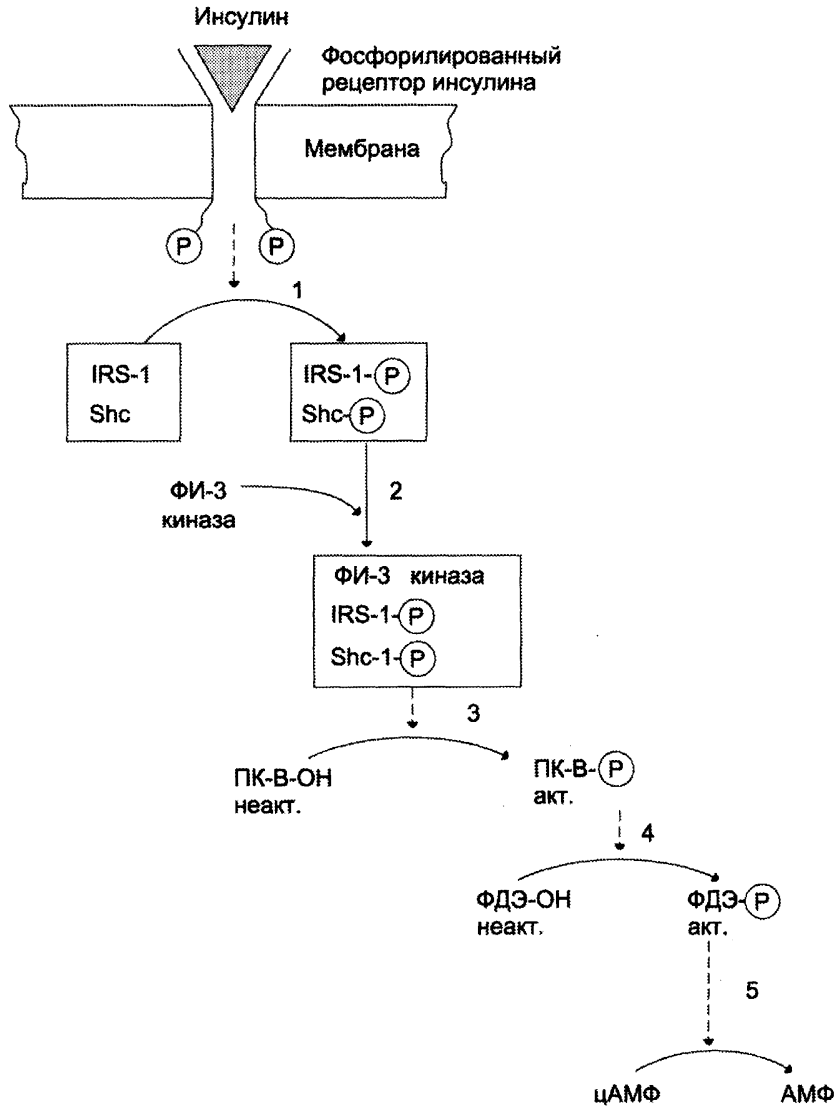 Инсулин
Фосфорилированный
рецептор инсулина
Мембрана
P P
1
IRS-1
Shc
IRS-1-P
Shc-P
ФИ-3
киназа
2
ФИ-3 киназа
IRS-1-P
Shc-1-P
3
ПК-В-ОН
неакт.
ПК-В-P
акт.
4
ФДЭ-ОН
неакт.
ФДЭ-P
акт.
5
цАМФ АМФ